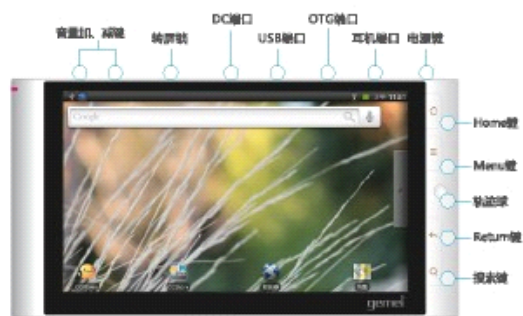 DC端口
OTG端口
音量加、减键
转屏键
USB端口
耳机端口
电源键
Google
Home键
Menu键
轨迹球
Return键
搜索键
gemei